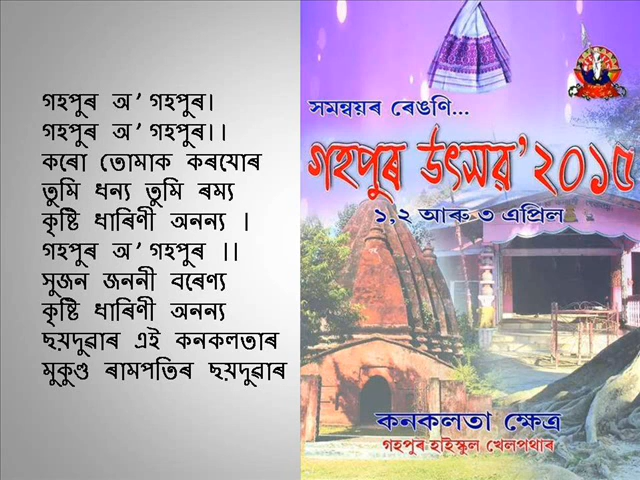 গহপুৰ অ’ গহপুৰ।
গহপুৰ অ’ গহপুৰ।।
কৰো তোমাক কৰযোৰ
তুমি ধন্য তুমি ৰম্য
কৃষ্টি ধাৰিণী অনন্য ।
গহপুৰ অ’ গহপুৰ ।।
সুজন জননী বৰেণ্য
কৃষ্টি ধাৰিণী অনন্য
ছয়দুৱাৰ এই কনকলতাৰ
মুকুণ্ড ৰামপতিৰ ছয়দুৱাৰ
সমন্বয়ৰ ৰেঙণি...
গহপুৰ উৎসৱ’ ২০১৫
১,২ আৰু ৩ এপ্ৰিল
কনকলতা ক্ষেত্ৰ
গহপুৰ হাইস্কুল খেলপথাৰ